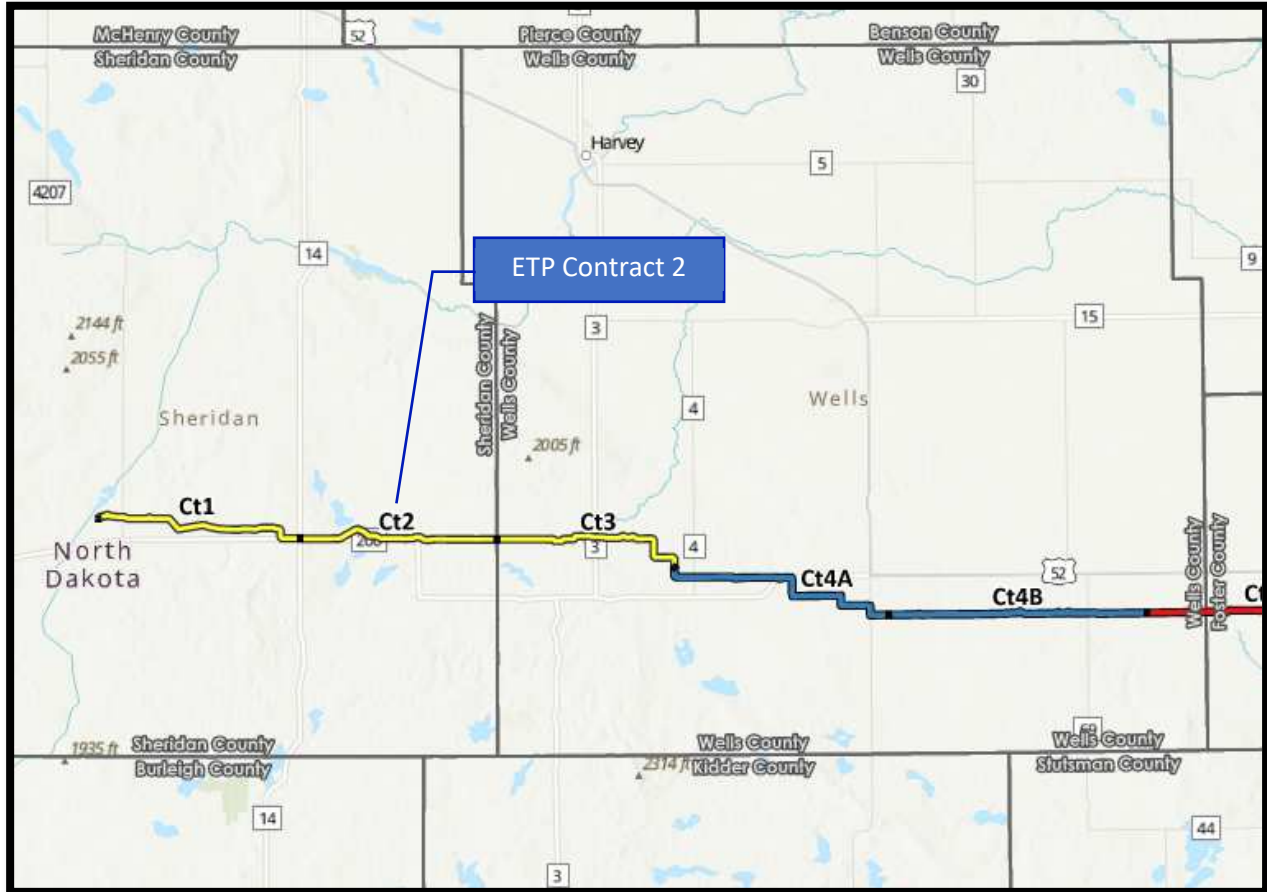 McHenry County
52
Pierce County
Benson County
Sheridan County
Wells County
Wells County
30
Harvey
5
4207
14
ETP Contract 2
9
3
15
2144 ft
2055 ft
Sheridan County
Wells County
Sheridan
4
Wells
2005 ft
Ct1
Ct2
Ct3
North
Dakota
3
4
52
Ct4A
Ct4B
Wells County
Foster County
Ct
1935 ft
Sheridan County
Burleigh County
Wells County
2314 ft
Kidder County
Wells County
Stutsman County
14
44
3